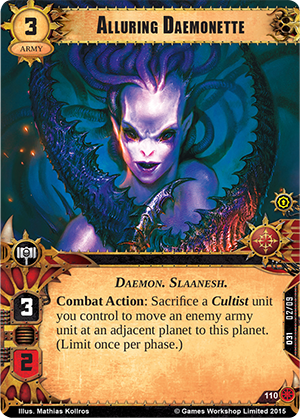 3
ARMY
ALLURING DAEMONETTE
3
2
DAEMON. SLAANESH.
Combat Action: Sacrifice a Cultist unit
you control to move an enemy army
unit at an adjacent planet to this planet.
(Limit once per phase.)
031 02/09
110
Illus. Mathias Kollros
© Games Workshop Limited 2015